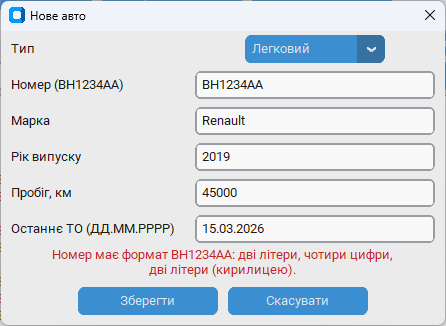 Нове авто
Тип Легковий
Номер (ВН1234АА) BH1234AA
Марка Renault
Рік випуску 2019
Пробіг, км 45000
Останнє ТО (ДД.ММ.РРРР) 15.03.2026
Номер має формат ВН1234АА: дві літери, чотири цифри,
дві літери (кирилицею).
Зберегти Скасувати